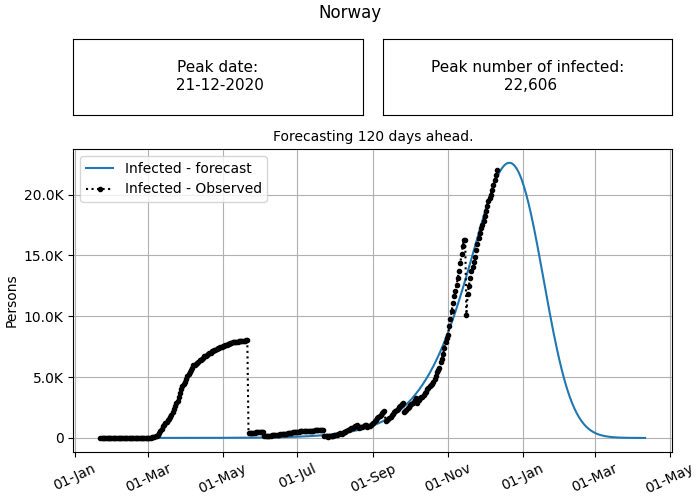 Norway
Peak date:
21-12-2020
Peak number of infected:
22,606
Forecasting 120 days ahead.
Infected - forecast
Infected - Observed
Persons
20.0K
15.0K
10.0K
5.0K
0
01-Jan
01-Mar
01-May
01-Jul
01-Sep
01-Nov
01-Jan
01-Mar
01-May